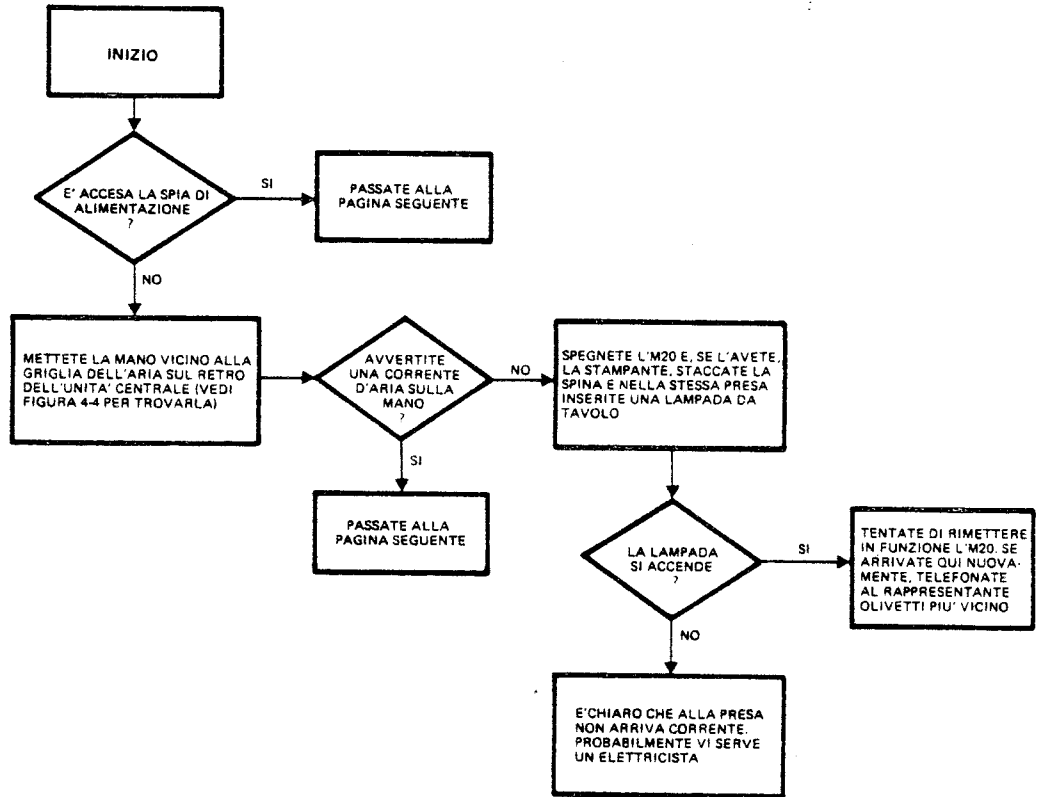 INIZIO
E' ACCESA LA SPIA DI
ALIMENTAZIONE
?
SI
PASSATE ALLA
PAGINA SEGUENTE
NO
METTETE LA MANO VICINO ALLA
GRIGLIA DELL'ARIA SUL RETRO
DELL'UNITA' CENTRALE (VEDI
FIGURA 4-4 PER TROVARLA)
AVVERTITE
UNA CORRENTE
D'ARIA SULLA
MANO
?
NO
SPEGNETE L'M20 E, SE L'AVETE,
LA STAMPANTE, STACCATE LA
SPINA E NELLA STESSA PRESA
INSERITE UNA LAMPADA DA
TAVOLO
SI
PASSATE ALLA
PAGINA SEGUENTE
LA LAMPADA
SI ACCENDE
?
SI
TENTATE DI RIMETTERE
IN FUNZIONE L'M20. SE
ARRIVATE QUI NUOVA-
MENTE, TELEFONATE
AL RAPPRESENTANTE
OLIVETTI PIU' VICINO
NO
E'CHIARO CHE ALLA PRESA
NON ARRIVA CORRENTE.
PROBABILMENTE VI SERVE
UN ELETTRICISTA